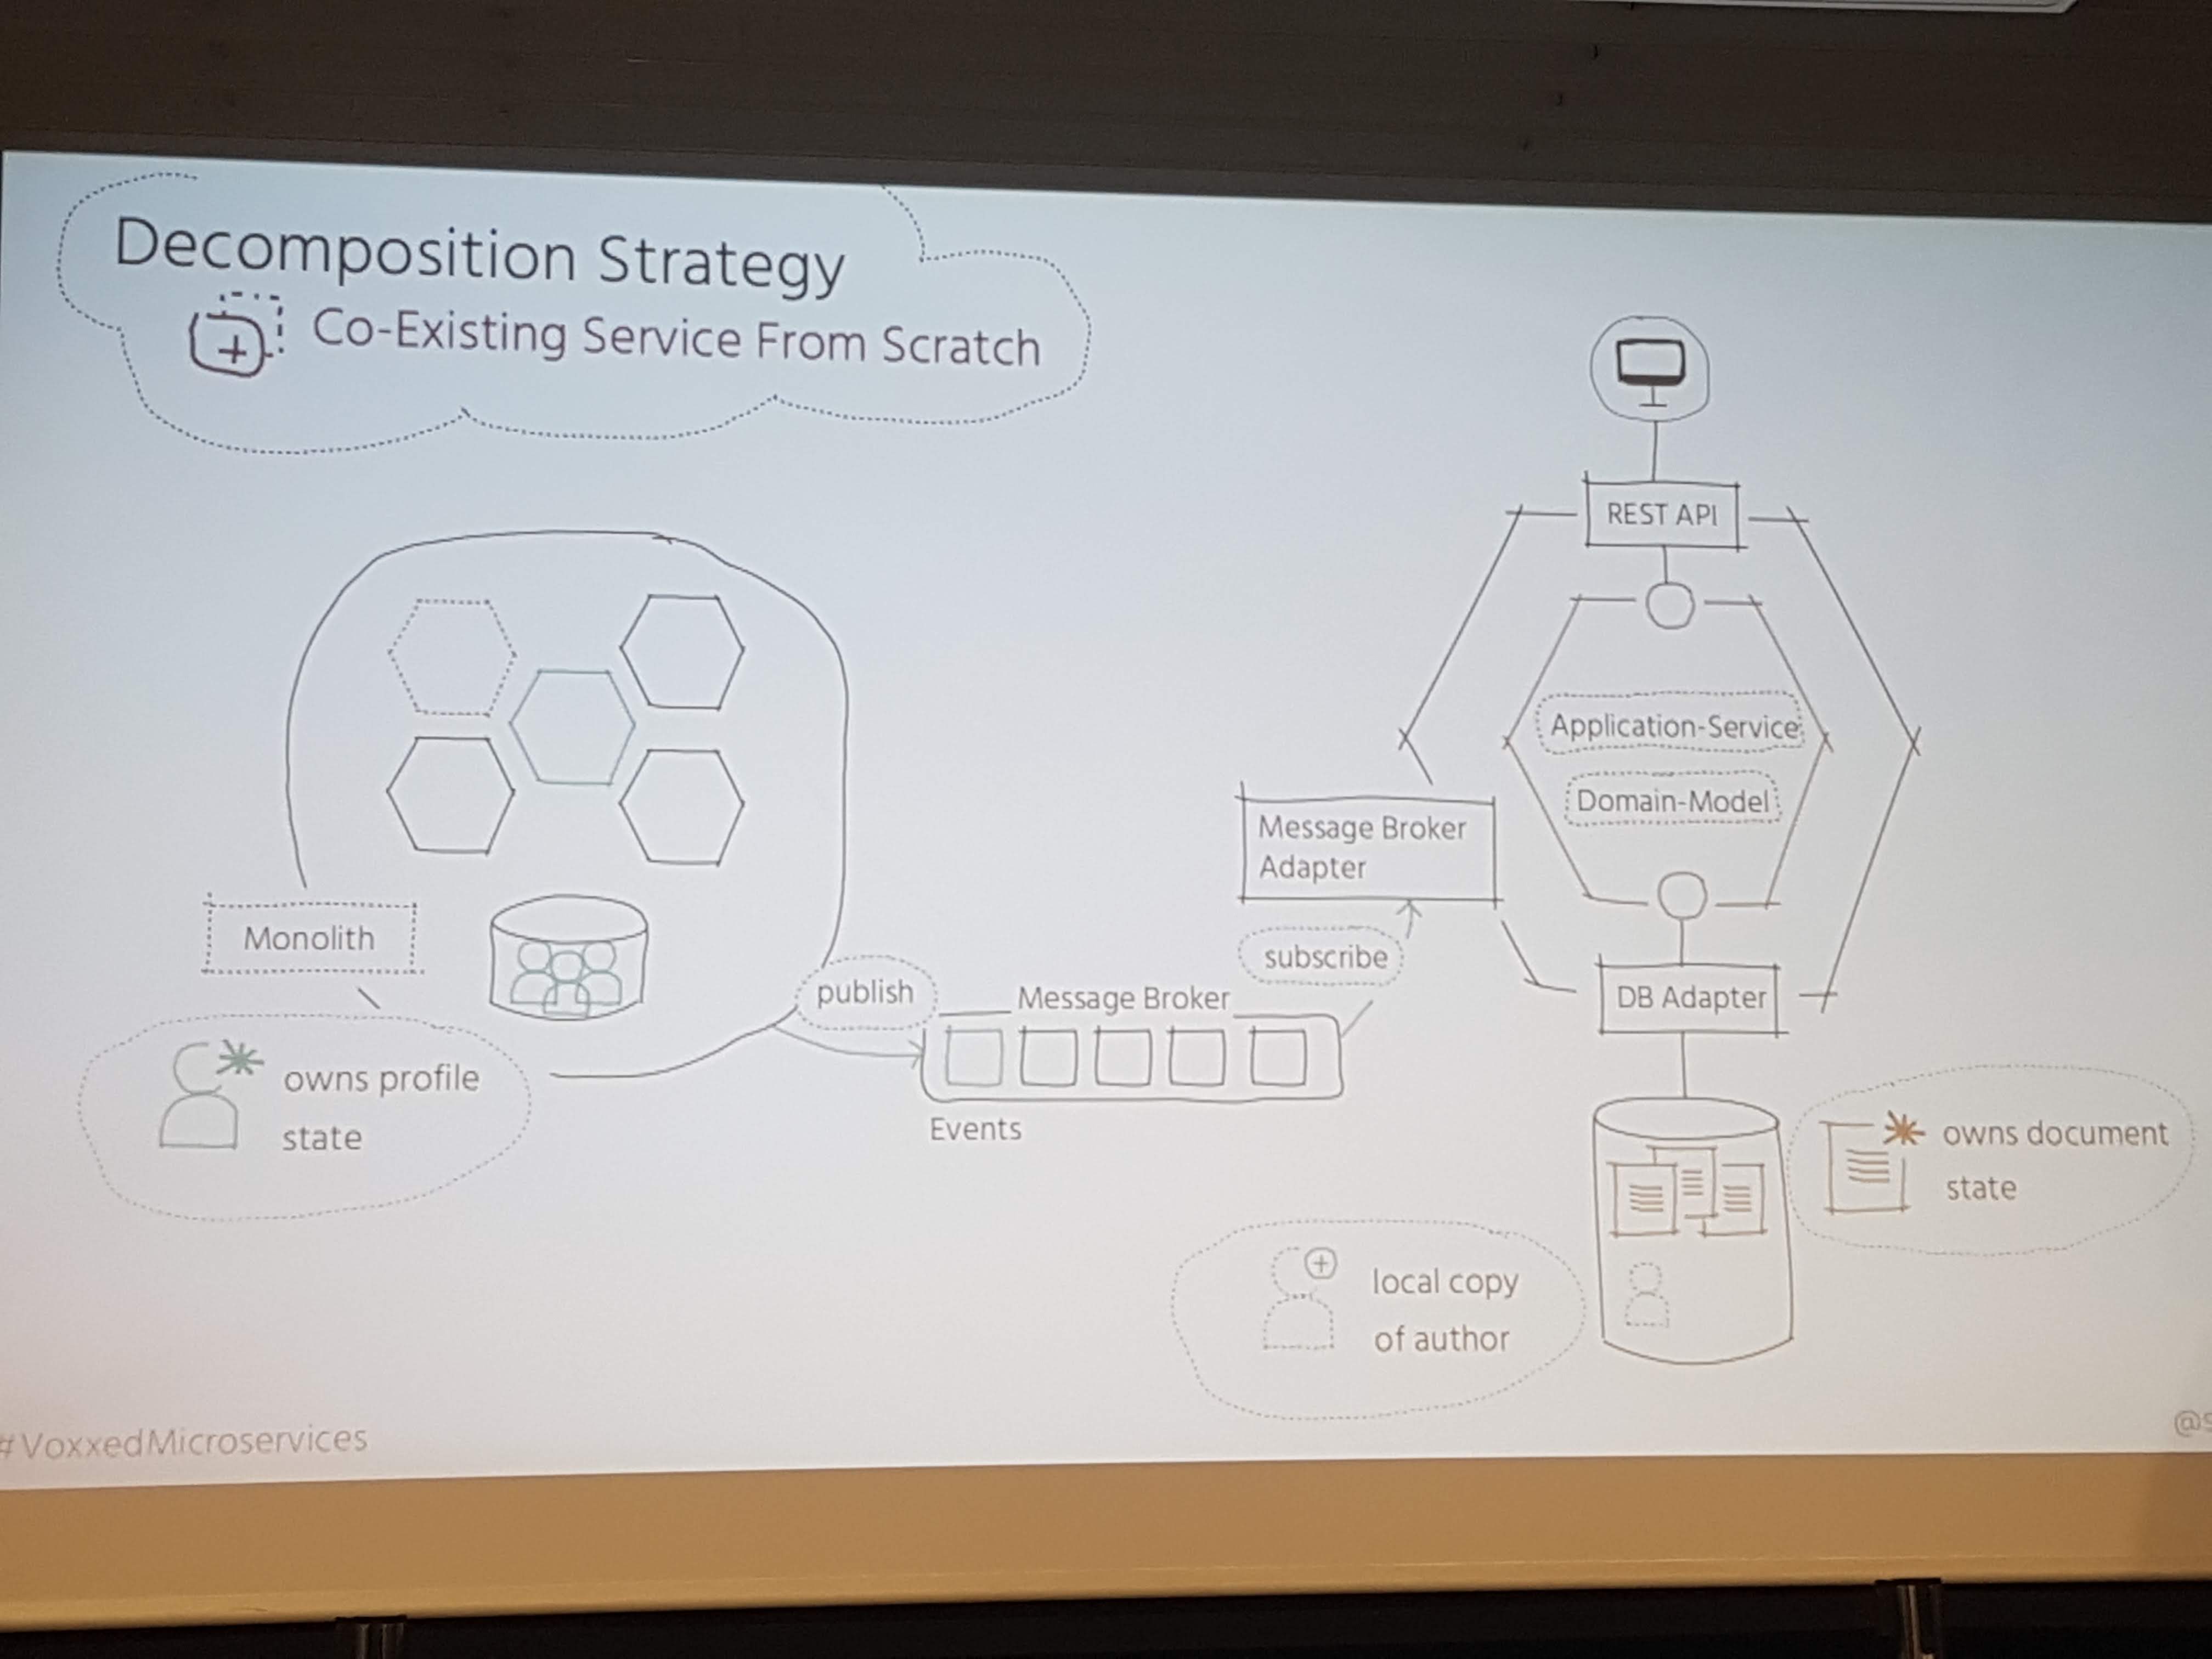 Decomposition Strategy
Co-Existing Service From Scratch
REST API
Application-Service
Domain-Model
Message Broker
Adapter
Monolith
subscribe
publish
Message Broker
DB Adapter
owns profile
state
Events
owns document
state
local copy
of author
#VoxxedMicroservices
@s